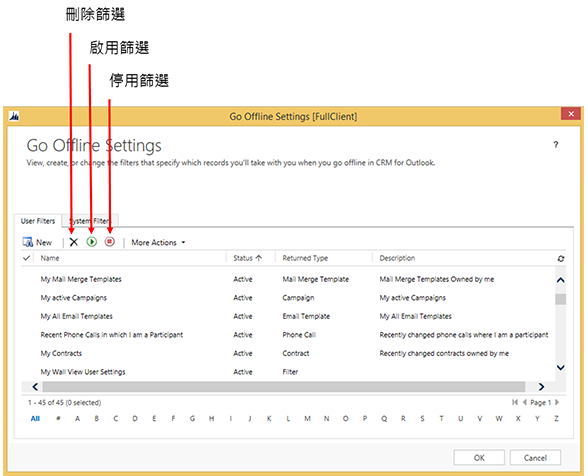 刪除篩選
啟用篩選
停用篩選
Go Offline Settings [FullClient]
Go Offline Settings
?
View, create, or change the filters that specify which records you'll take with you when you go offline in CRM for Outlook.
User Filters System Filters
New More Actions
Name Status Returned Type Description
My Mail Merge Templates Active Mail Merge Template Mail Merge Templates Owned by me
My active Campaigns Active Campaign My active Campaigns
My All Email Templates Active Email Template My All Email Templates
Recent Phone Calls in which I am a Participant Active Phone Call Recently changed phone calls where I am a participant
My Contracts Active Contract Recently changed contracts owned by me
My Wall View User Settings Active Filter
1 - 45 of 45 (0 selected) Page 1
All # A B C D E F G H I J K L M N O P Q R S T U V W X Y Z
OK Cancel